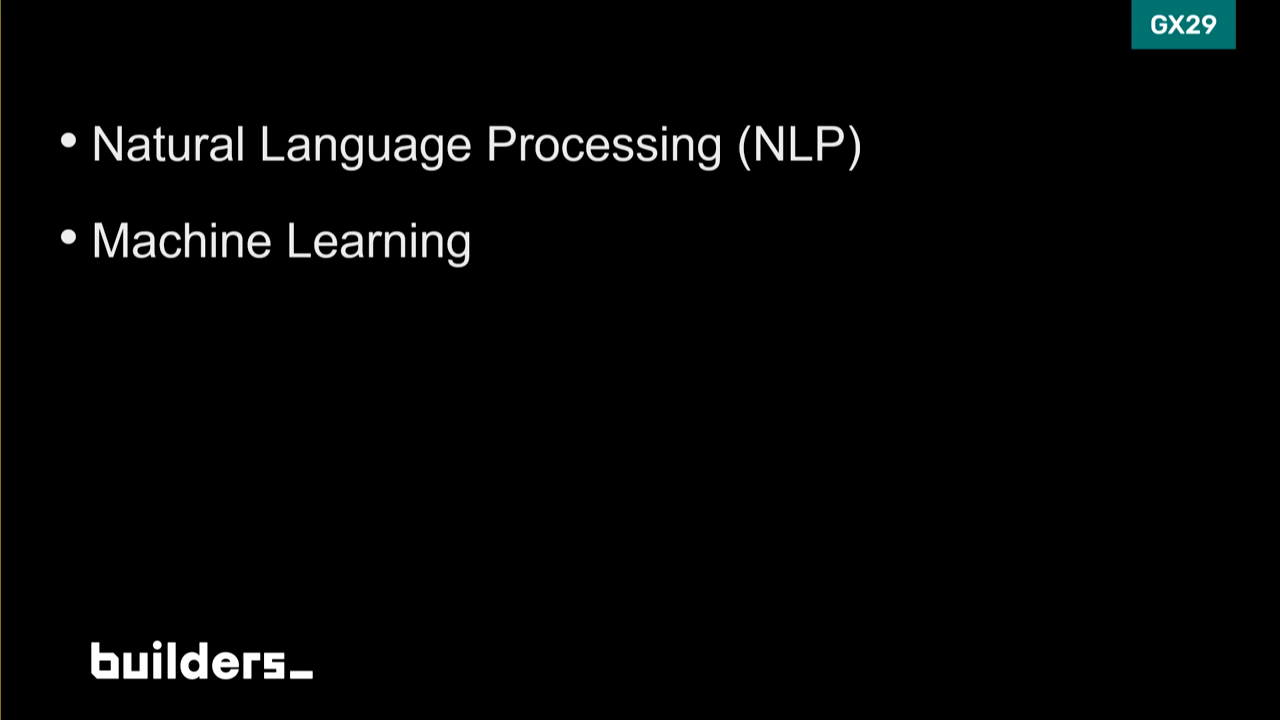 GX29
• Natural Language Processing (NLP)
• Machine Learning
builders_